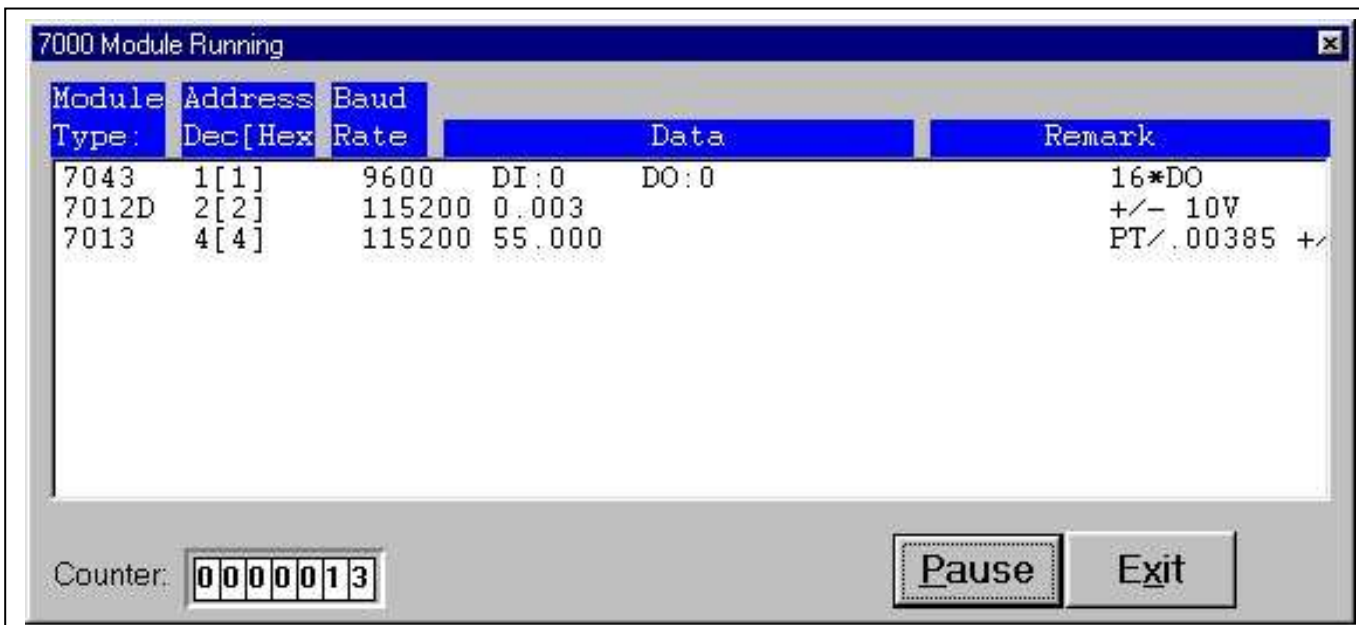 7000 Module Running
Module Address Baud
Type: Dec[Hex Rate Data Remark
7043 1[1] 9600 DI:0 DO:0 16*DO
7012D 2[2] 115200 0.003 +/- 10V
7013 4[4] 115200 55.000 PT/.00385 +/
Counter: 0000013 Pause Exit